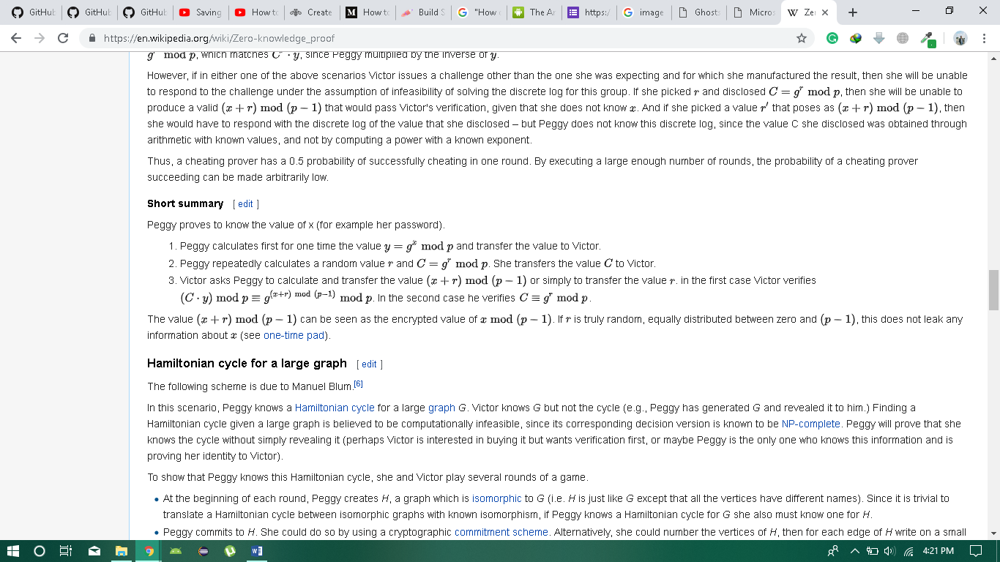 GitHub GitHub GitHub Saving How to Create How to Build S "How The Ar https:/ image Ghosts Micros Zer
https://en.wikipedia.org/wiki/Zero-knowledge_proof
g^r mod p, which matches C' · y, since Peggy multiplied by the inverse of y.
However, if in either one of the above scenarios Victor issues a challenge other than the one she was expecting and for which she manufactured the result, then she will be unable
to respond to the challenge under the assumption of infeasibility of solving the discrete log for this group. If she picked r and disclosed C = g^r mod p, then she will be unable to
produce a valid (x + r) mod (p − 1) that would pass Victor's verification, given that she does not know x. And if she picked a value r′ that poses as (x + r) mod (p − 1), then
she would have to respond with the discrete log of the value that she disclosed – but Peggy does not know this discrete log, since the value C she disclosed was obtained through
arithmetic with known values, and not by computing a power with a known exponent.
Thus, a cheating prover has a 0.5 probability of successfully cheating in one round. By executing a large enough number of rounds, the probability of a cheating prover
succeeding can be made arbitrarily low.
Short summary [ edit ]
Peggy proves to know the value of x (for example her password).
1. Peggy calculates first for one time the value y = g^x mod p and transfer the value to Victor.
2. Peggy repeatedly calculates a random value r and C = g^r mod p. She transfers the value C to Victor.
3. Victor asks Peggy to calculate and transfer the value (x + r) mod (p − 1) or simply to transfer the value r. in the first case Victor verifies
(C · y) mod p ≡ g^(x+r) mod (p−1) mod p. In the second case he verifies C ≡ g^r mod p.
The value (x + r) mod (p − 1) can be seen as the encrypted value of x mod (p − 1). If r is truly random, equally distributed between zero and (p − 1), this does not leak any
information about x (see one-time pad).
Hamiltonian cycle for a large graph [ edit ]
The following scheme is due to Manuel Blum.[6]
In this scenario, Peggy knows a Hamiltonian cycle for a large graph G. Victor knows G but not the cycle (e.g., Peggy has generated G and revealed it to him.) Finding a
Hamiltonian cycle given a large graph is believed to be computationally infeasible, since its corresponding decision version is known to be NP-complete. Peggy will prove that she
knows the cycle without simply revealing it (perhaps Victor is interested in buying it but wants verification first, or maybe Peggy is the only one who knows this information and is
proving her identity to Victor).
To show that Peggy knows this Hamiltonian cycle, she and Victor play several rounds of a game.
• At the beginning of each round, Peggy creates H, a graph which is isomorphic to G (i.e. H is just like G except that all the vertices have different names). Since it is trivial to
translate a Hamiltonian cycle between isomorphic graphs with known isomorphism, if Peggy knows a Hamiltonian cycle for G she also must know one for H.
• Peggy commits to H. She could do so by using a cryptographic commitment scheme. Alternatively, she could number the vertices of H, then for each edge of H write on a small
4:21 PM